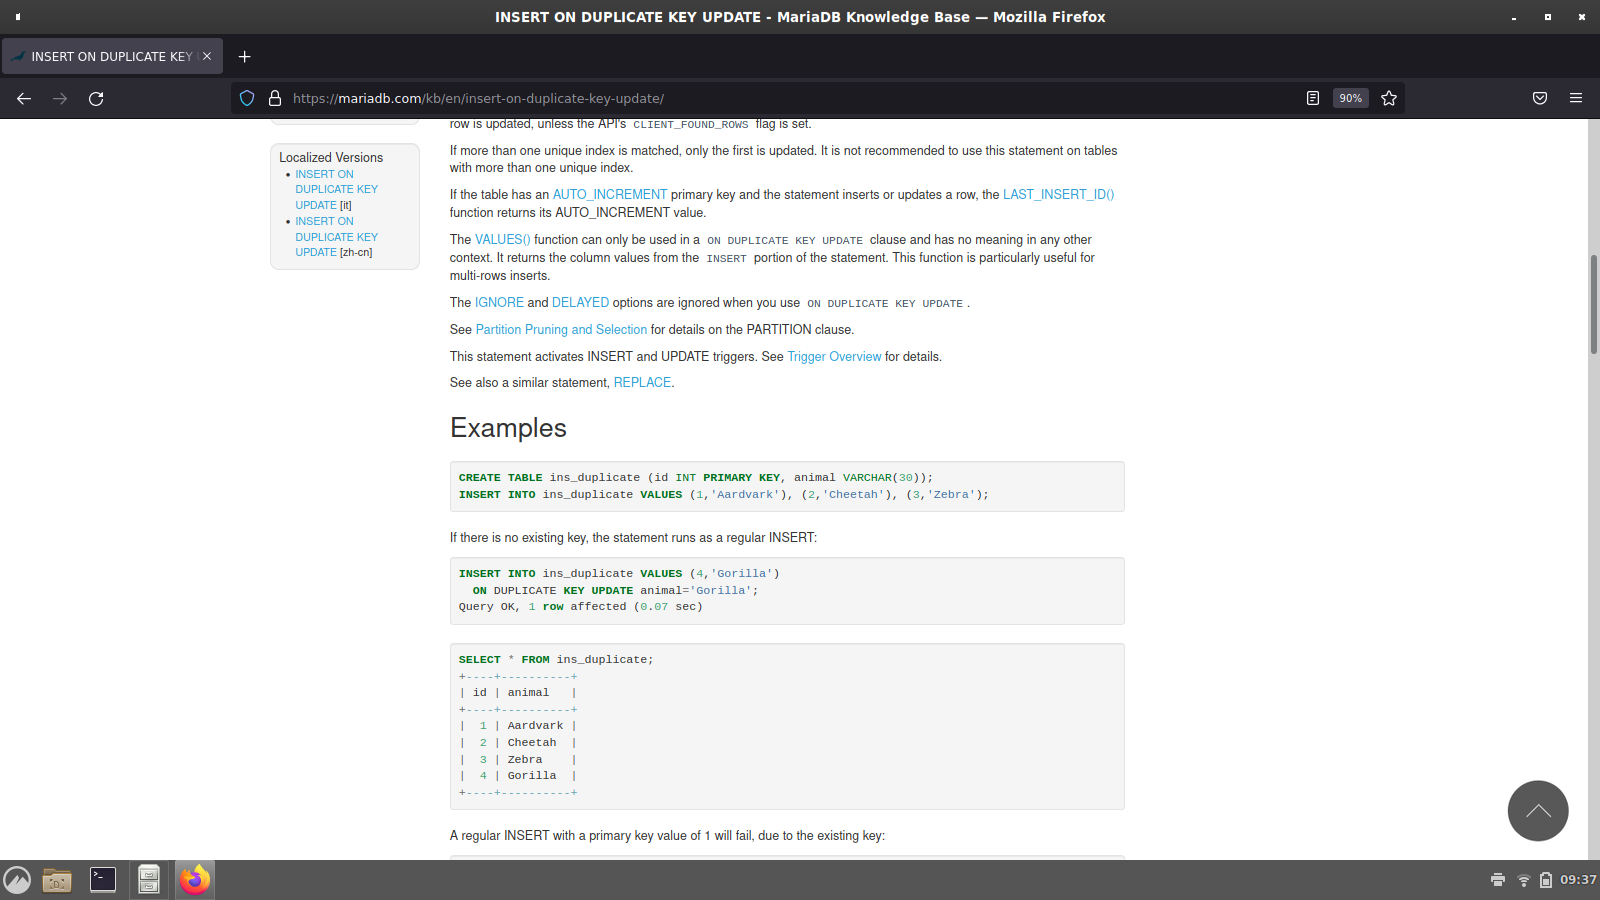 INSERT ON DUPLICATE KEY UPDATE - MariaDB Knowledge Base — Mozilla Firefox
INSERT ON DUPLICATE KEY
https://mariadb.com/kb/en/insert-on-duplicate-key-update/
90%
row is updated, unless the API's CLIENT_FOUND_ROWS flag is set.
Localized Versions
INSERT ON
DUPLICATE KEY
UPDATE [it]
INSERT ON
DUPLICATE KEY
UPDATE [zh-cn]
If more than one unique index is matched, only the first is updated. It is not recommended to use this statement on tables
with more than one unique index.
If the table has an AUTO_INCREMENT primary key and the statement inserts or updates a row, the LAST_INSERT_ID()
function returns its AUTO_INCREMENT value.
The VALUES() function can only be used in a ON DUPLICATE KEY UPDATE clause and has no meaning in any other
context. It returns the column values from the INSERT portion of the statement. This function is particularly useful for
multi-rows inserts.
The IGNORE and DELAYED options are ignored when you use ON DUPLICATE KEY UPDATE.
See Partition Pruning and Selection for details on the PARTITION clause.
This statement activates INSERT and UPDATE triggers. See Trigger Overview for details.
See also a similar statement, REPLACE.
Examples
CREATE TABLE ins_duplicate (id INT PRIMARY KEY, animal VARCHAR(30));
INSERT INTO ins_duplicate VALUES (1,'Aardvark'), (2,'Cheetah'), (3,'Zebra');
If there is no existing key, the statement runs as a regular INSERT:
INSERT INTO ins_duplicate VALUES (4,'Gorilla')
  ON DUPLICATE KEY UPDATE animal='Gorilla';
Query OK, 1 row affected (0.07 sec)
SELECT * FROM ins_duplicate;
+----+----------+
| id | animal   |
+----+----------+
|  1 | Aardvark |
|  2 | Cheetah  |
|  3 | Zebra    |
|  4 | Gorilla  |
+----+----------+
A regular INSERT with a primary key value of 1 will fail, due to the existing key:
09:37